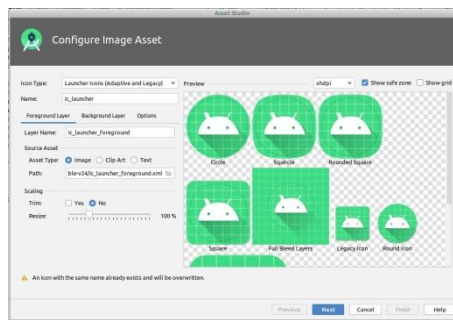 Asset Studio
Configure Image Asset
Icon Type: Launcher Icons (Adaptive and Legacy)
Name: ic_launcher
Foreground Layer Background Layer Options
Layer Name: ic_launcher_foreground
Source Asset
Asset Type: Image Clip Art Text
Path: ble-v24/ic_launcher_foreground.xml
Scaling
Trim: Yes No
Resize: 100 %
Preview xhdpi Show safe zone Show grid
Circle Squircle Rounded Square
Square Full Bleed Layers Legacy Icon Round Icon
An icon with the same name already exists and will be overwritten.
Previous Next Cancel Finish Help